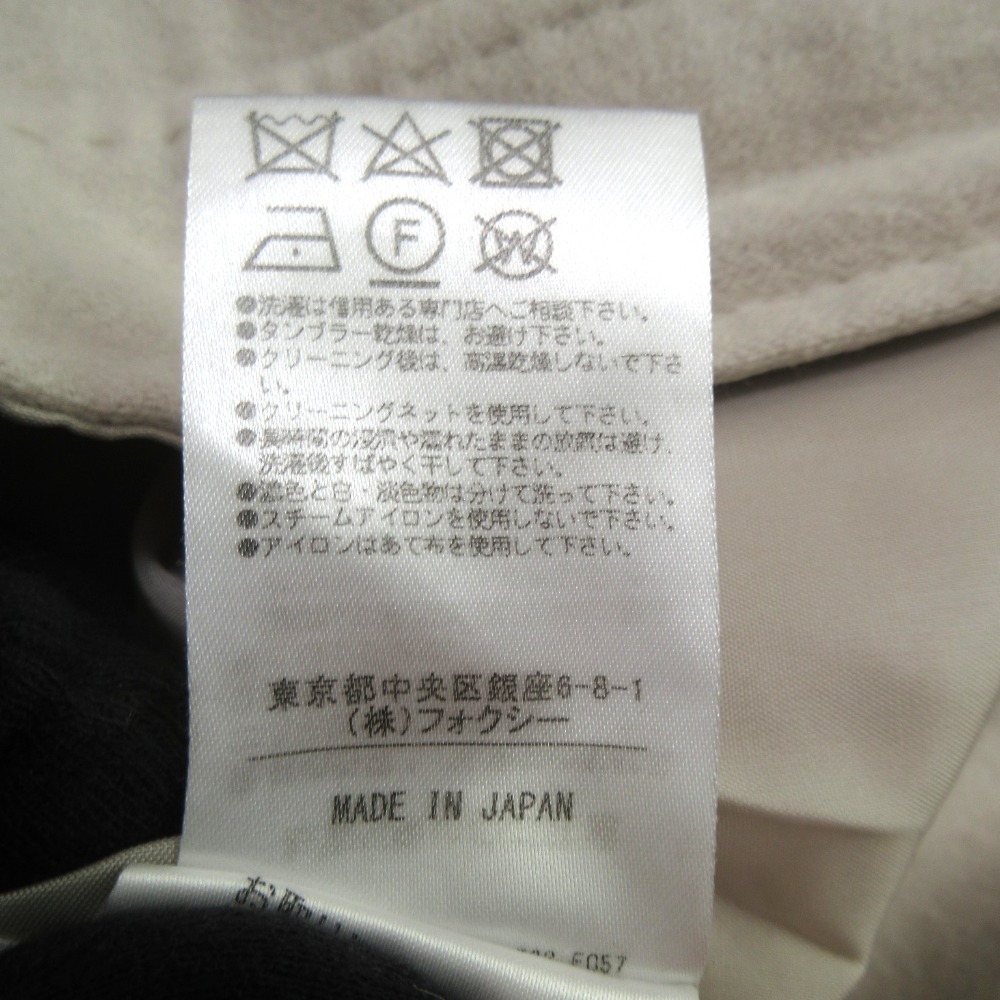 F
W
●洗濯は信用ある専門店へご相談下さい。
●タンブラー乾燥は、お避け下さい。
●クリーニング後は、高温乾燥しないで下さ
い。
●クリーニングネットを使用して下さい。
●長時間の浸漬や濡れたままの放置は避け、
洗濯後すばやく干して下さい。
●濃色と白・淡色物は分けて洗って下さい。
●スチームアイロンを使用しないで下さい。
●アイロンはあて布を使用して下さい。
東京都中央区銀座6-8-1
(株)フォクシー
MADE IN JAPAN